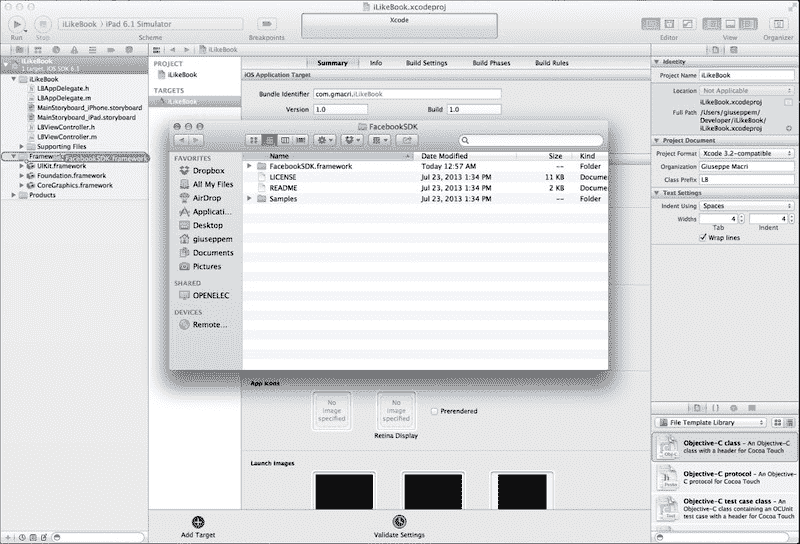 iLikeBook.xcodeproj
iLikeBook > iPad 6.1 Simulator
Xcode
Run Stop Scheme Breakpoints Editor View Organizer
iLikeBook
iLikeBook
1 target, iOS SDK 6.1
iLikeBook
LBAppDelegate.h
LBAppDelegate.m
MainStoryboard_iPhone.storyboard
MainStoryboard_iPad.storyboard
LBViewController.h
LBViewController.m
Supporting Files
Framew
FacebookSDK.framework
UIKit.framework
Foundation.framework
CoreGraphics.framework
Products
PROJECT
iLikeBook
TARGETS
iLikeBook
Summary Info Build Settings Build Phases Build Rules
iOS Application Target
Bundle Identifier com.gmacri.iLikeBook
Version 1.0 Build 1.0
FacebookSDK
FAVORITES
Dropbox
All My Files
AirDrop
Applicati...
Desktop
giuseppem
Documents
Pictures
SHARED
OPENELEC
DEVICES
Remote...
Name Date Modified Size Kind
FacebookSDK.framework Today 12:57 AM -- Folder
LICENSE Jul 23, 2013 1:34 PM 11 KB Docume
README Jul 23, 2013 1:34 PM 2 KB Docume
Samples Jul 23, 2013 1:34 PM -- Folder
App Icons
No image specified
No image specified
Prerendered
Retina Display
Launch Images
Add Target
Validate Settings
Identity
Project Name iLikeBook
Location Not Applicable
iLikeBook.xcodeproj
Full Path /Users/giuseppem/
Developer/iLikeBook/
iLikeBook.xcodeproj
Project Document
Project Format Xcode 3.2-compatible
Organization Giuseppe Macri
Class Prefix LB
Text Settings
Indent Using Spaces
Widths 4 4
Tab Indent
Wrap lines
File Template Library
Objective-C class - An Objective-
C class with a header for Cocoa Touch
Objective-C protocol - An Objective-
C protocol for Cocoa Touch
Objective-C test case class - An
Objective-C class containing an OCUnit
test case with a header for Cocoa Touch